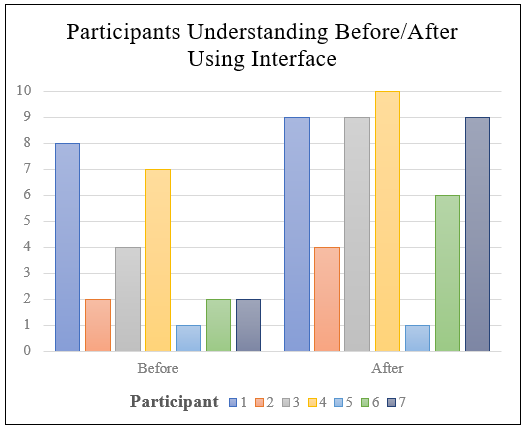 Participants Understanding Before/After
Using Interface
10
9
8
7
6
5
4
3
2
1
0
Before After
Participant 1 2 3 4 5 6 7